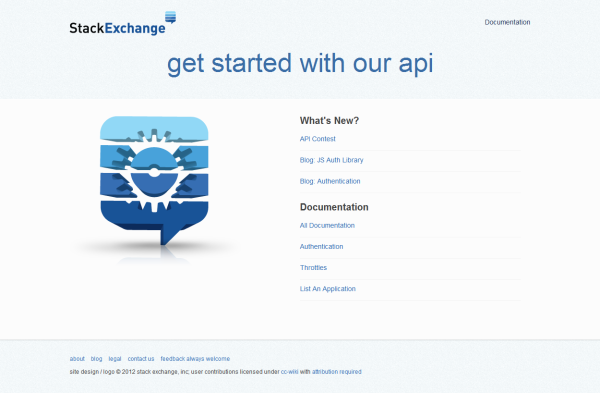 StackExchange
Documentation
get started with our api
What's New?
API Contest
Blog: JS Auth Library
Blog: Authentication
Documentation
All Documentation
Authentication
Throttles
List An Application
about blog legal contact us feedback always welcome
site design / logo © 2012 stack exchange, inc; user contributions licensed under cc-wiki with attribution required